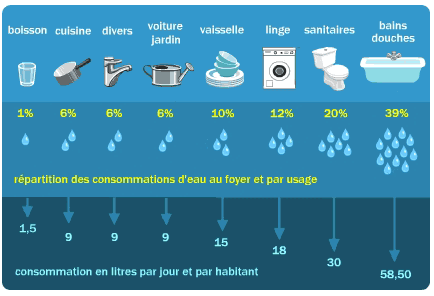 boisson cuisine divers voiture jardin vaisselle linge sanitaires bains douches
1% 6% 6% 6% 10% 12% 20% 39%
répartition des consommations d'eau au foyer et par usage
1,5 9 9 9 15 18 30 58,50
consommation en litres par jour et par habitant